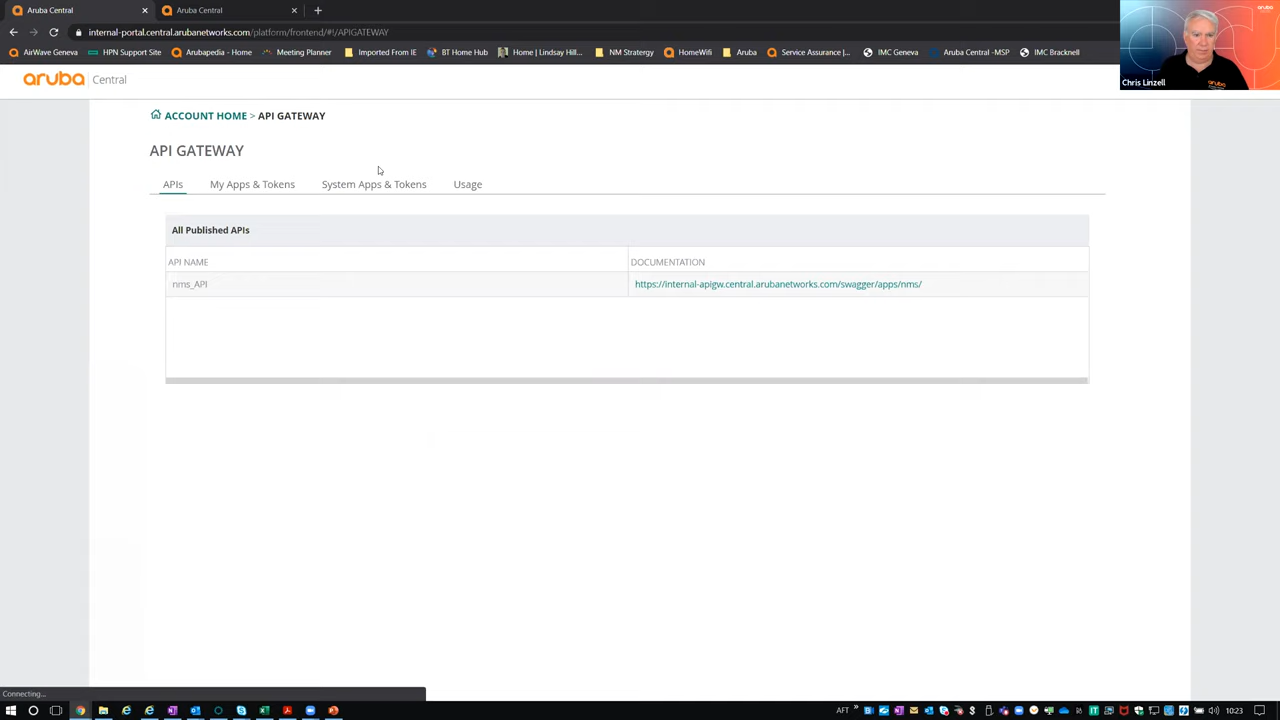 Aruba Central
Aruba Central
internal-portal.central.arubanetworks.com/platform/frontend/#!/APIGATEWAY
AirWave Geneva HPN Support Site Arubapedia - Home Meeting Planner Imported From IE BT Home Hub Home | Lindsay Hill... NM Stratergy HomeWifi Aruba Service Assurance |... IMC Geneva Aruba Central -MSP IMC Bracknell
aruba Central
aruba
aruba
Chris Linzell
ACCOUNT HOME > API GATEWAY
API GATEWAY
APIs My Apps & Tokens System Apps & Tokens Usage
All Published APIs
API NAME DOCUMENTATION
nms_API https://internal-apigw.central.arubanetworks.com/swagger/apps/nms/
Connecting...
AFT 10:23